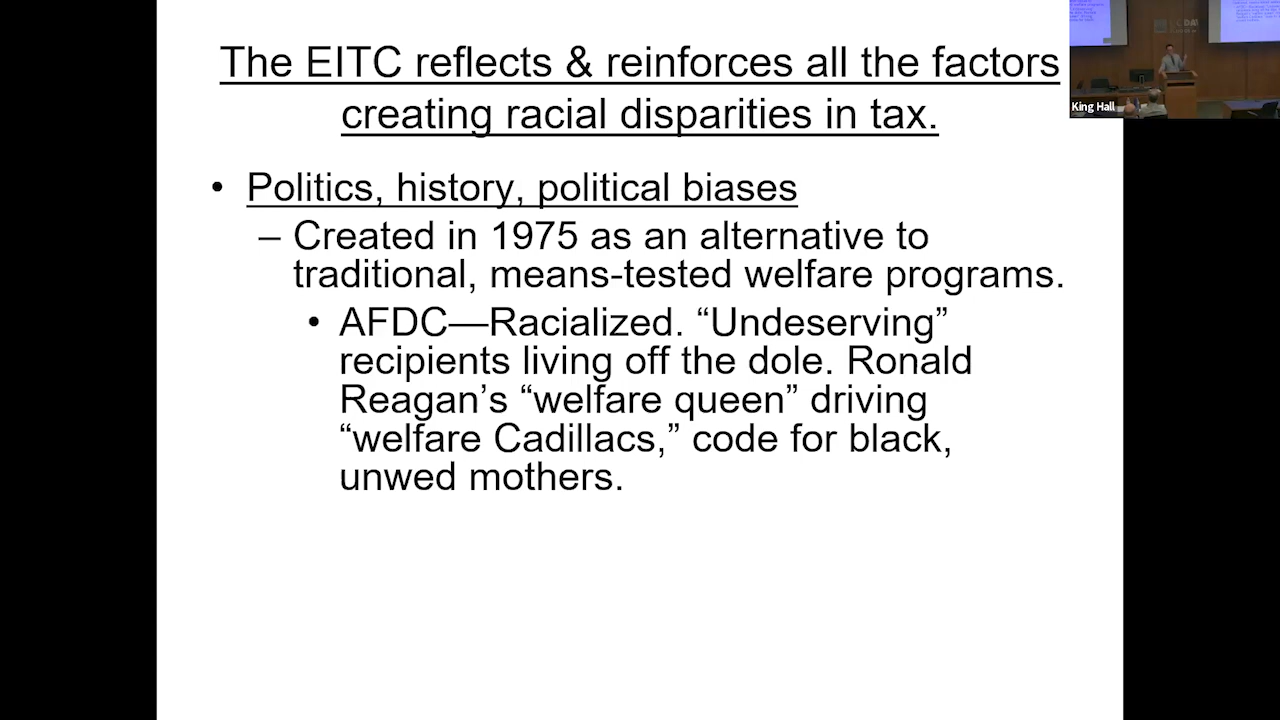 The EITC reflects & reinforces all the factors
creating racial disparities in tax.
• Politics, history, political biases
– Created in 1975 as an alternative to
traditional, means-tested welfare programs.
• AFDC—Racialized. “Undeserving”
recipients living off the dole. Ronald
Reagan’s “welfare queen” driving
“welfare Cadillacs,” code for black,
unwed mothers.
King Hall